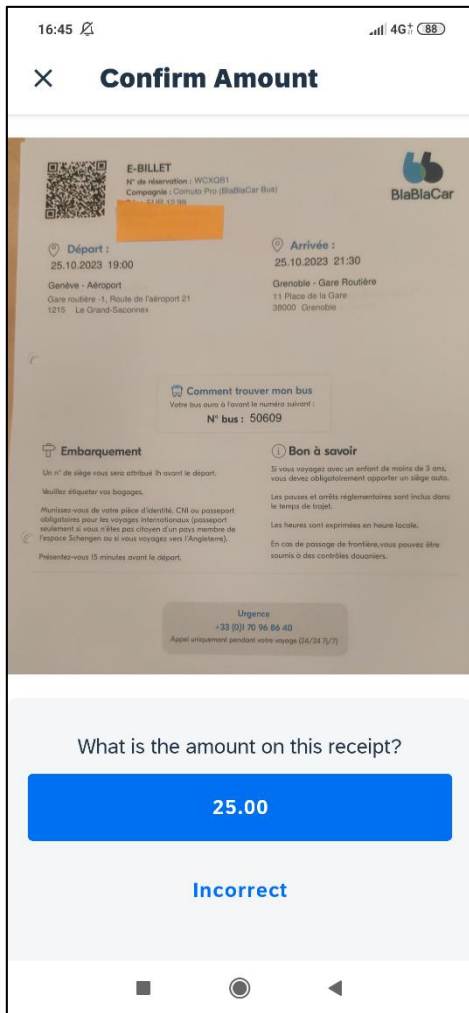 16:45
4G+ 88
× Confirm Amount
E-BILLET
N° de réservation : WCXQB1
Compagnie : Comuto Pro (BlaBlaCar Bus)
EUR 12.98
BlaBlaCar
Départ :
25.10.2023 19:00
Genève - Aéroport
Gare routière -1, Route de l'aéroport 21
1215 Le Grand-Saconnex
Arrivée :
25.10.2023 21:30
Grenoble - Gare Routière
11 Place de la Gare
38000 Grenoble
Comment trouver mon bus
Votre bus aura à l'avant le numéro suivant :
N° bus : 50609
Embarquement
Un n° de siège vous sera attribué 1h avant le départ.
Veuillez étiqueter vos bagages.
Munissez-vous de votre pièce d'identité, CNI ou passeport
obligatoires pour les voyages internationaux (passeport
seulement si vous n'êtes pas citoyen d'un pays membre de
l'espace Schengen ou si vous voyagez vers l'Angleterre).
Présentez-vous 15 minutes avant le départ.
Bon à savoir
Si vous voyagez avec un enfant de moins de 3 ans,
vous devez obligatoirement apporter un siège auto.
Les pauses et arrêts réglementaires sont inclus dans
le temps de trajet.
Les heures sont exprimées en heure locale.
En cas de passage de frontière, vous pouvez être
soumis à des contrôles douaniers.
Urgence
+33 (0)1 70 96 86 40
Appel uniquement pendant votre voyage (24/24 7j/7)
What is the amount on this receipt?
25.00
Incorrect